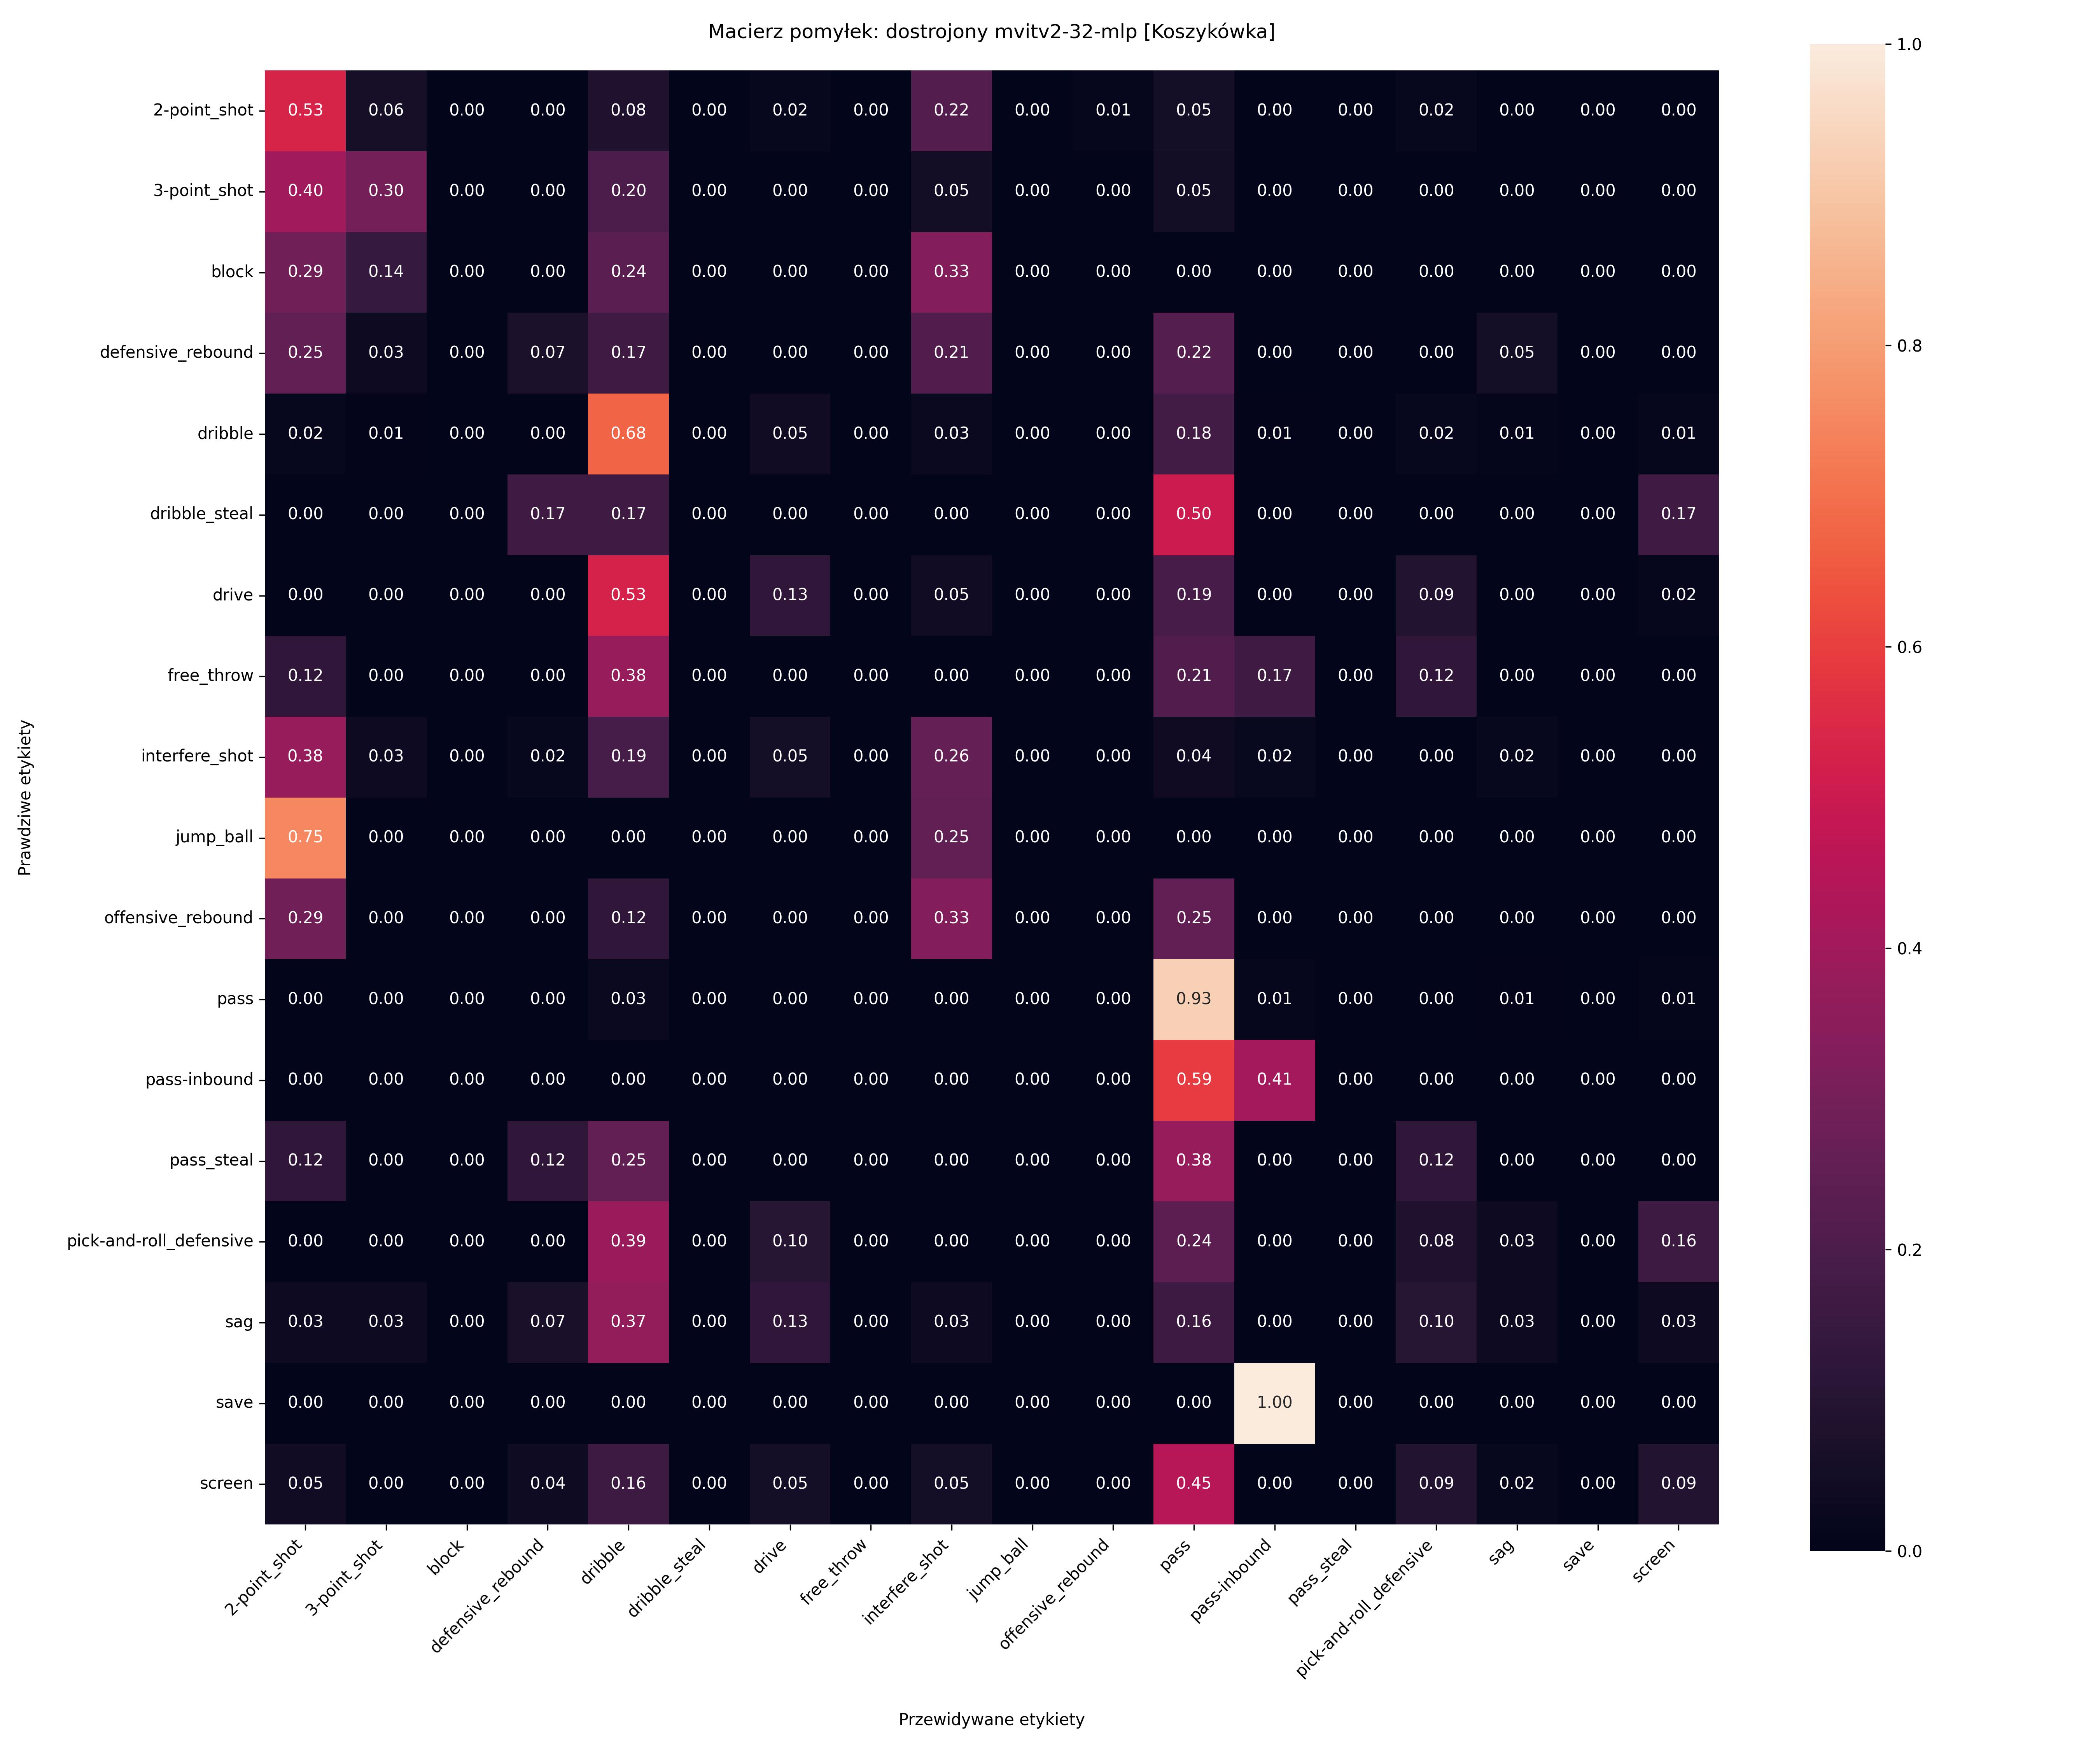 Macierz pomyłek: dostrojony mvitv2-32-mlp [Koszykówka]
2-point_shot 0.53 0.06 0.00 0.00 0.08 0.00 0.02 0.00 0.22 0.00 0.01 0.05 0.00 0.00 0.02 0.00 0.00 0.00
3-point_shot 0.40 0.30 0.00 0.00 0.20 0.00 0.00 0.00 0.05 0.00 0.00 0.05 0.00 0.00 0.00 0.00 0.00 0.00
block 0.29 0.14 0.00 0.00 0.24 0.00 0.00 0.00 0.33 0.00 0.00 0.00 0.00 0.00 0.00 0.00 0.00 0.00
defensive_rebound 0.25 0.03 0.00 0.07 0.17 0.00 0.00 0.00 0.21 0.00 0.00 0.22 0.00 0.00 0.00 0.05 0.00 0.00
dribble 0.02 0.01 0.00 0.00 0.68 0.00 0.05 0.00 0.03 0.00 0.00 0.18 0.01 0.00 0.02 0.01 0.00 0.01
dribble_steal 0.00 0.00 0.00 0.17 0.17 0.00 0.00 0.00 0.00 0.00 0.00 0.50 0.00 0.00 0.00 0.00 0.00 0.17
drive 0.00 0.00 0.00 0.00 0.53 0.00 0.13 0.00 0.05 0.00 0.00 0.19 0.00 0.00 0.09 0.00 0.00 0.02
free_throw 0.12 0.00 0.00 0.00 0.38 0.00 0.00 0.00 0.00 0.00 0.00 0.21 0.17 0.00 0.12 0.00 0.00 0.00
interfere_shot 0.38 0.03 0.00 0.02 0.19 0.00 0.05 0.00 0.26 0.00 0.00 0.04 0.02 0.00 0.00 0.02 0.00 0.00
jump_ball 0.75 0.00 0.00 0.00 0.00 0.00 0.00 0.00 0.25 0.00 0.00 0.00 0.00 0.00 0.00 0.00 0.00 0.00
offensive_rebound 0.29 0.00 0.00 0.00 0.12 0.00 0.00 0.00 0.33 0.00 0.00 0.25 0.00 0.00 0.00 0.00 0.00 0.00
pass 0.00 0.00 0.00 0.00 0.03 0.00 0.00 0.00 0.00 0.00 0.00 0.93 0.01 0.00 0.00 0.01 0.00 0.01
pass-inbound 0.00 0.00 0.00 0.00 0.00 0.00 0.00 0.00 0.00 0.00 0.00 0.59 0.41 0.00 0.00 0.00 0.00 0.00
pass_steal 0.12 0.00 0.00 0.12 0.25 0.00 0.00 0.00 0.00 0.00 0.00 0.38 0.00 0.00 0.12 0.00 0.00 0.00
pick-and-roll_defensive 0.00 0.00 0.00 0.00 0.39 0.00 0.10 0.00 0.00 0.00 0.00 0.24 0.00 0.00 0.08 0.03 0.00 0.16
sag 0.03 0.03 0.00 0.07 0.37 0.00 0.13 0.00 0.03 0.00 0.00 0.16 0.00 0.00 0.10 0.03 0.00 0.03
save 0.00 0.00 0.00 0.00 0.00 0.00 0.00 0.00 0.00 0.00 0.00 0.00 1.00 0.00 0.00 0.00 0.00 0.00
screen 0.05 0.00 0.00 0.04 0.16 0.00 0.05 0.00 0.05 0.00 0.00 0.45 0.00 0.00 0.09 0.02 0.00 0.09
Prawdziwe etykiety
2-point_shot
3-point_shot
block
defensive_rebound
dribble
dribble_steal
drive
free_throw
interfere_shot
jump_ball
offensive_rebound
pass
pass-inbound
pass_steal
pick-and-roll_defensive
sag
save
screen
Przewidywane etykiety
1.0
0.8
0.6
0.4
0.2
0.0